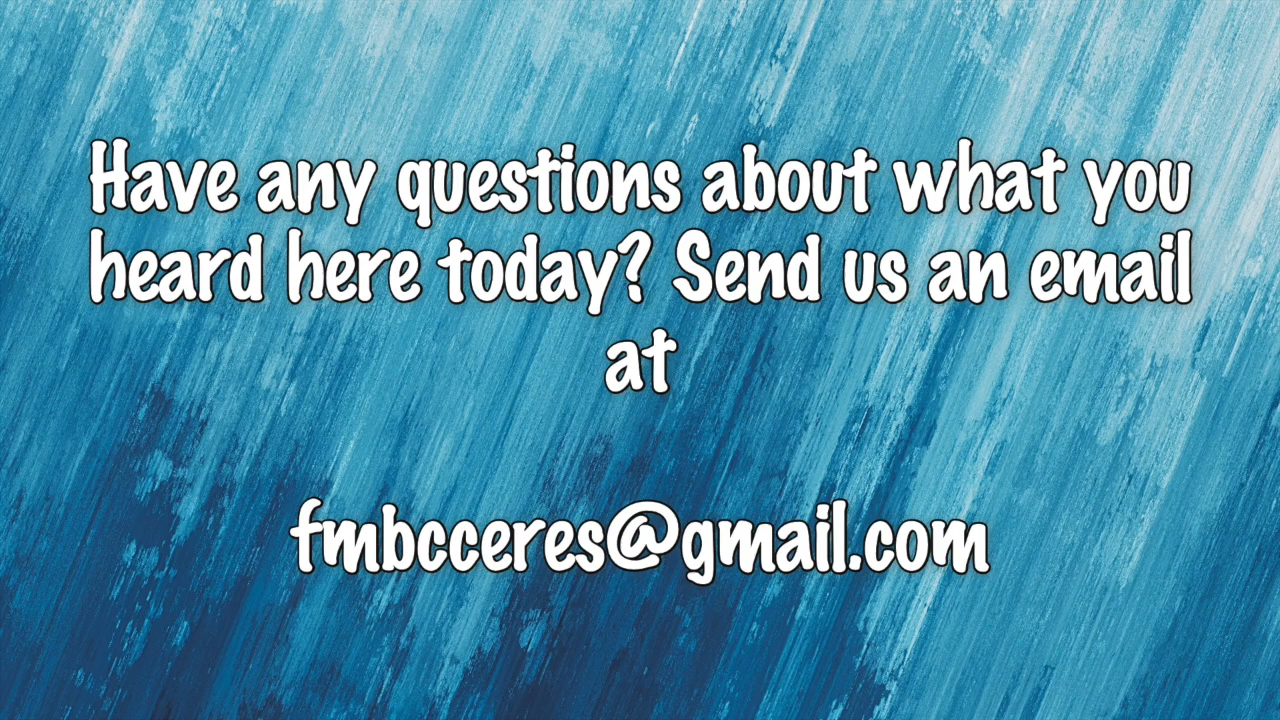 Have any questions about what you
heard here today? Send us an email
at
fmbcceres@gmail.com